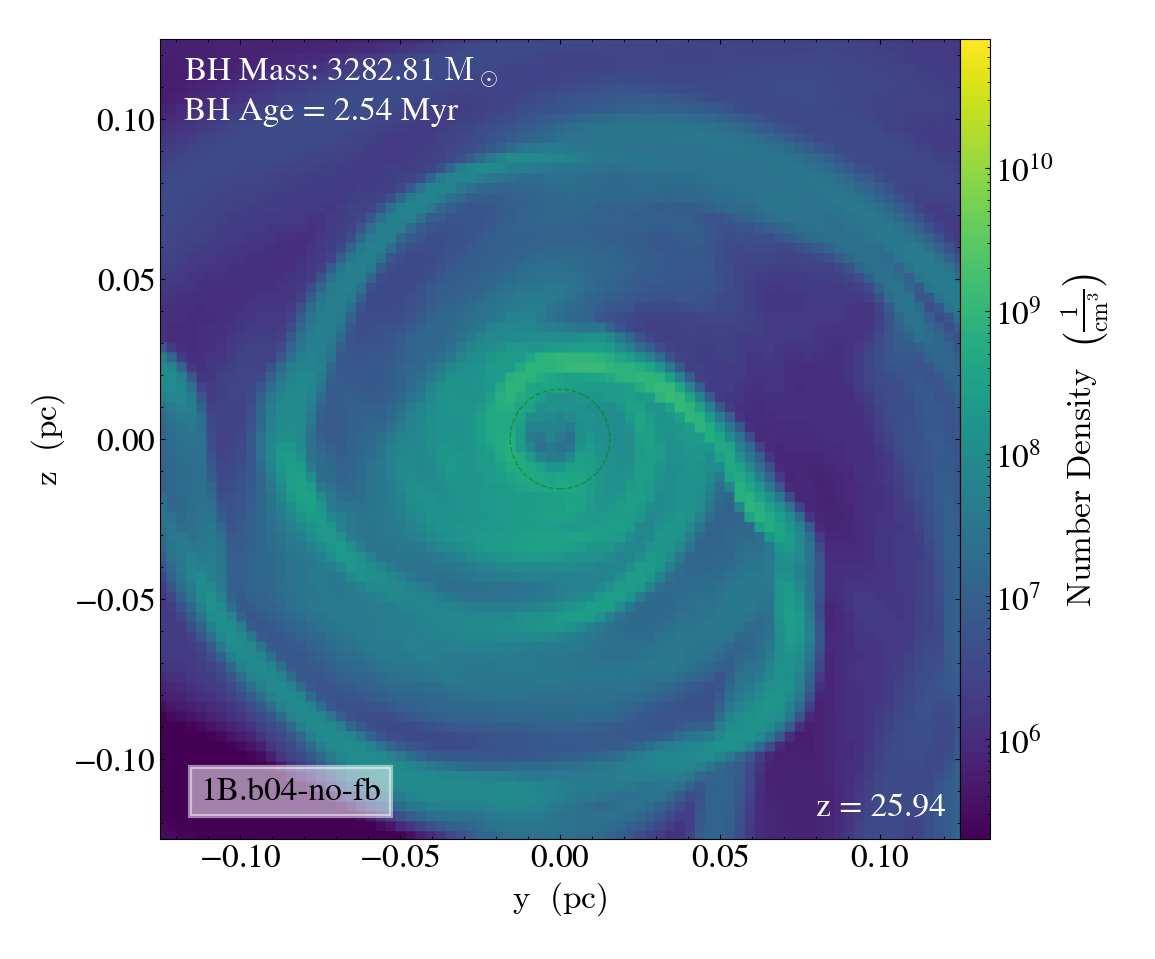 BH Mass: 3282.81 M⊙
BH Age = 2.54 Myr
0.10
0.05
0.00
−0.05
−0.10
z (pc)
1B.b04-no-fb
z = 25.94
−0.10 −0.05 0.00 0.05 0.10
y (pc)
10¹⁰
10⁹
10⁸
10⁷
10⁶
Number Density (1/cm³)